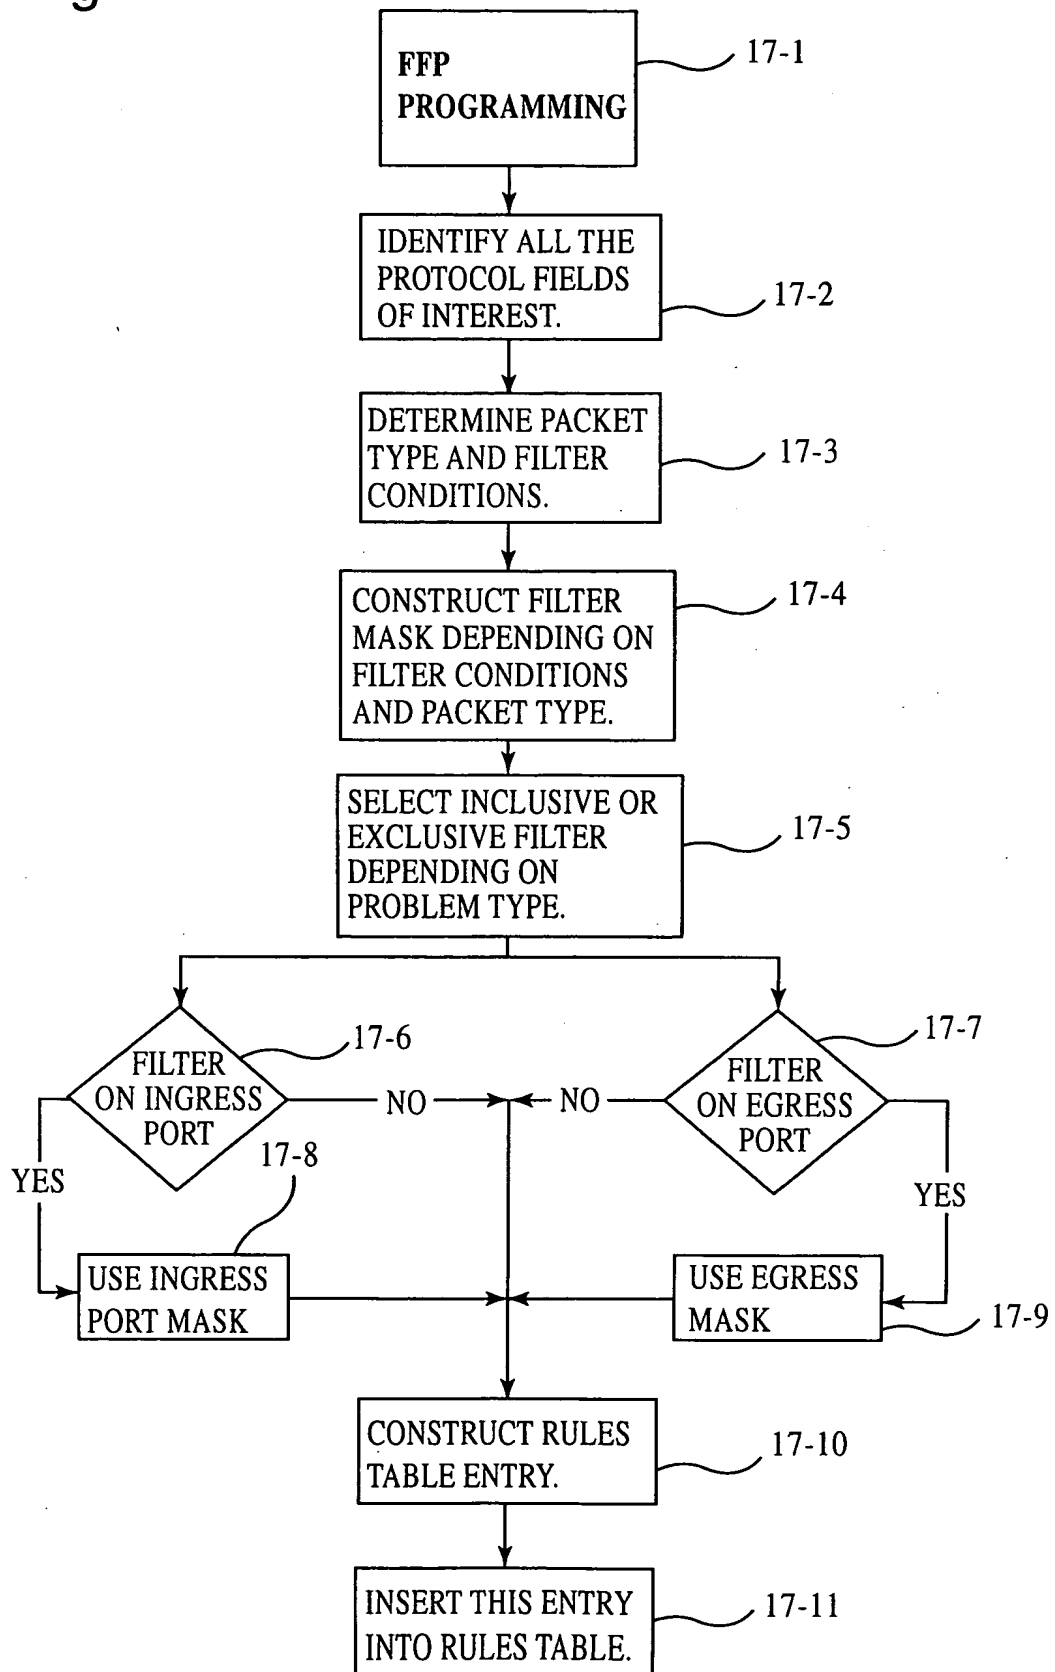 FFP
PROGRAMMING
17-1
IDENTIFY ALL THE
PROTOCOL FIELDS
OF INTEREST.
17-2
DETERMINE PACKET
TYPE AND FILTER
CONDITIONS.
17-3
CONSTRUCT FILTER
MASK DEPENDING ON
FILTER CONDITIONS
AND PACKET TYPE.
17-4
SELECT INCLUSIVE OR
EXCLUSIVE FILTER
DEPENDING ON
PROBLEM TYPE.
17-5
FILTER
ON INGRESS
PORT
17-6
NO
YES
FILTER
ON EGRESS
PORT
17-7
NO
YES
USE INGRESS
PORT MASK
17-8
USE EGRESS
MASK
17-9
CONSTRUCT RULES
TABLE ENTRY.
17-10
INSERT THIS ENTRY
INTO RULES TABLE.
17-11